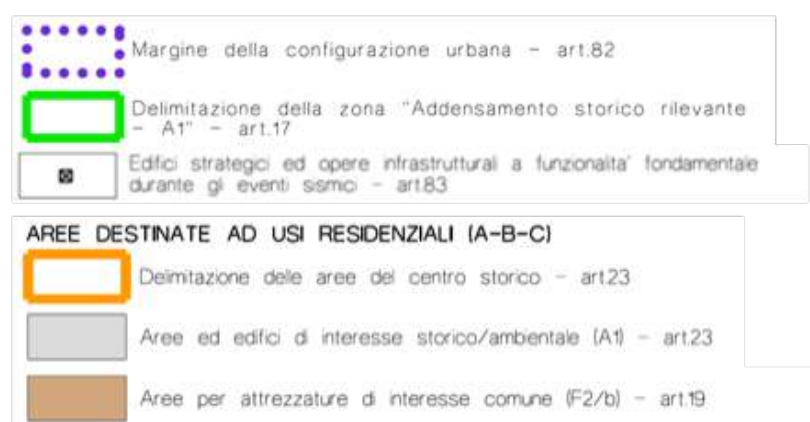 Margine della configurazione urbana - art.82
Delimitazione della zona "Addensamento storico rilevante
- A1" - art.17
Edifici strategici ed opere infrastrutturali a funzionalita' fondamentale
durante gli eventi sismici - art.83
AREE DESTINATE AD USI RESIDENZIALI (A-B-C)
Delimitazione delle aree del centro storico - art.23
Aree ed edifici di interesse storico/ambientale (A1) - art.23
Aree per attrezzature di interesse comune (F2/b) - art.19